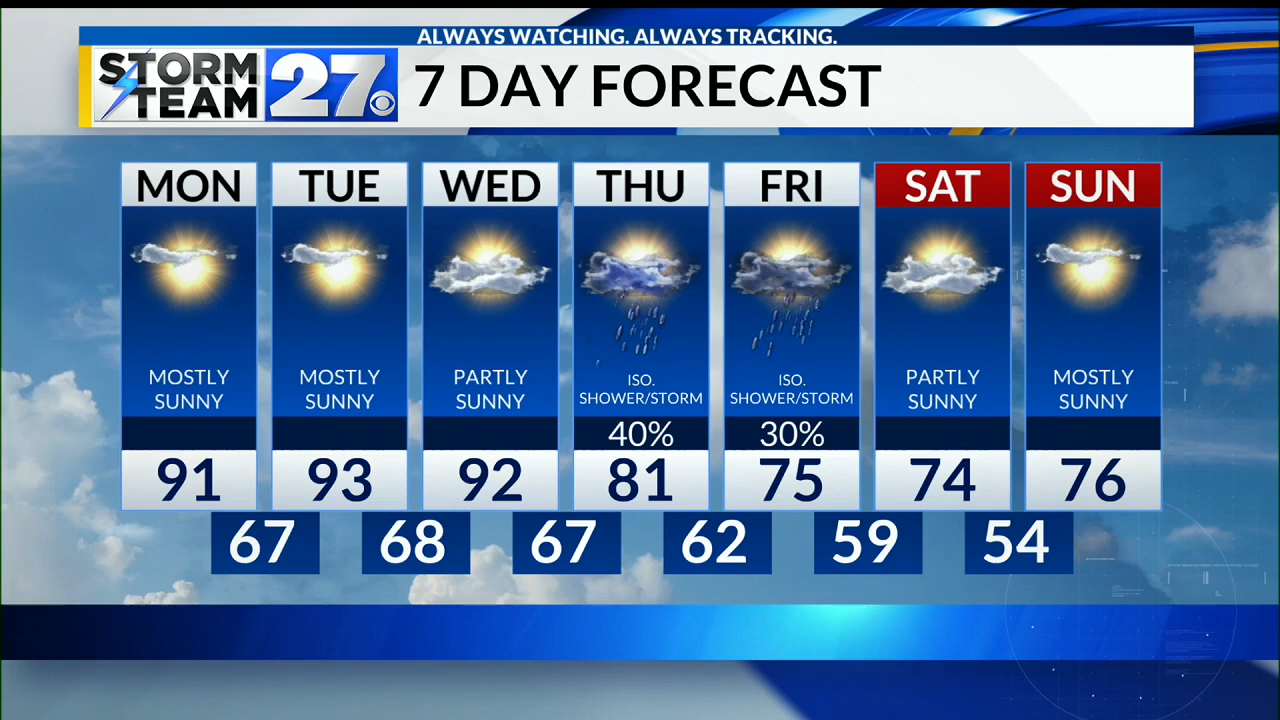 ALWAYS WATCHING. ALWAYS TRACKING.
STORM
TEAM
27
7 DAY FORECAST
MON TUE WED THU FRI SAT SUN
MOSTLY
SUNNY
MOSTLY
SUNNY
PARTLY
SUNNY
ISO.
SHOWER/STORM
ISO.
SHOWER/STORM
PARTLY
SUNNY
MOSTLY
SUNNY
40% 30%
91 93 92 81 75 74 76
67 68 67 62 59 54